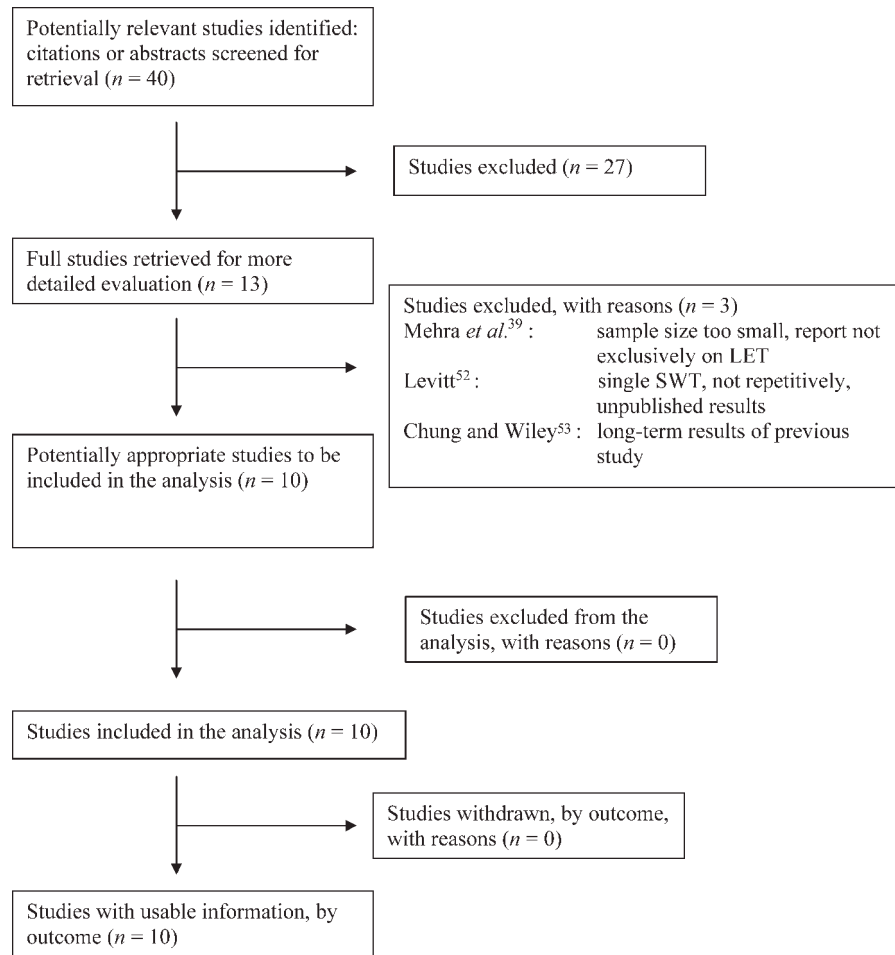 Potentially relevant studies identified:
citations or abstracts screened for
retrieval (n = 40)
Studies excluded (n = 27)
Full studies retrieved for more
detailed evaluation (n = 13)
Studies excluded, with reasons (n = 3)
Mehra et al.³⁹ : sample size too small, report not
exclusively on LET
Levitt⁵² : single SWT, not repetitively,
unpublished results
Chung and Wiley⁵³ : long-term results of previous
study
Potentially appropriate studies to be
included in the analysis (n = 10)
Studies excluded from the
analysis, with reasons (n = 0)
Studies included in the analysis (n = 10)
Studies withdrawn, by outcome,
with reasons (n = 0)
Studies with usable information, by
outcome (n = 10)